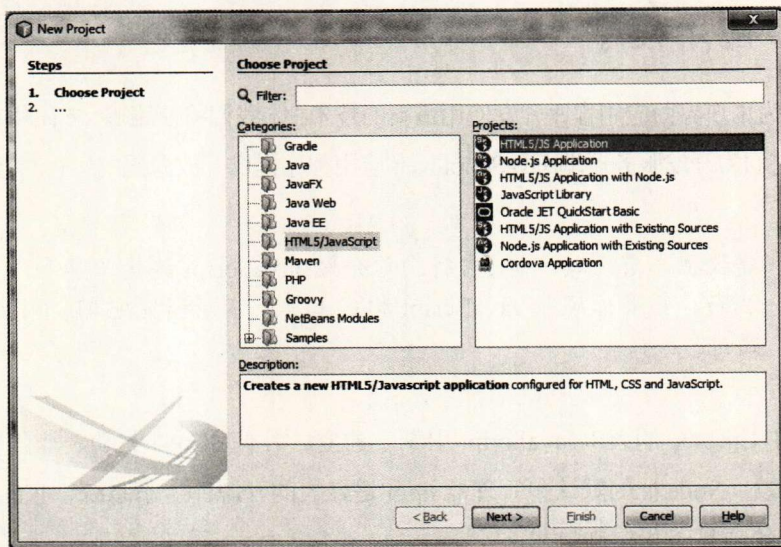 New Project
X
Steps
1. Choose Project
2. ...
Choose Project
Filter:
Categories:
Gradle
Java
JavaFX
Java Web
Java EE
HTML5/JavaScript
Maven
PHP
Groovy
NetBeans Modules
Samples
Projects:
HTML5/JS Application
Node.js Application
HTML5/JS Application with Node.js
JavaScript Library
Oracle JET QuickStart Basic
HTML5/JS Application with Existing Sources
Node.js Application with Existing Sources
Cordova Application
Description:
Creates a new HTML5/Javascript application configured for HTML, CSS and JavaScript.
< Back Next > Finish Cancel Help